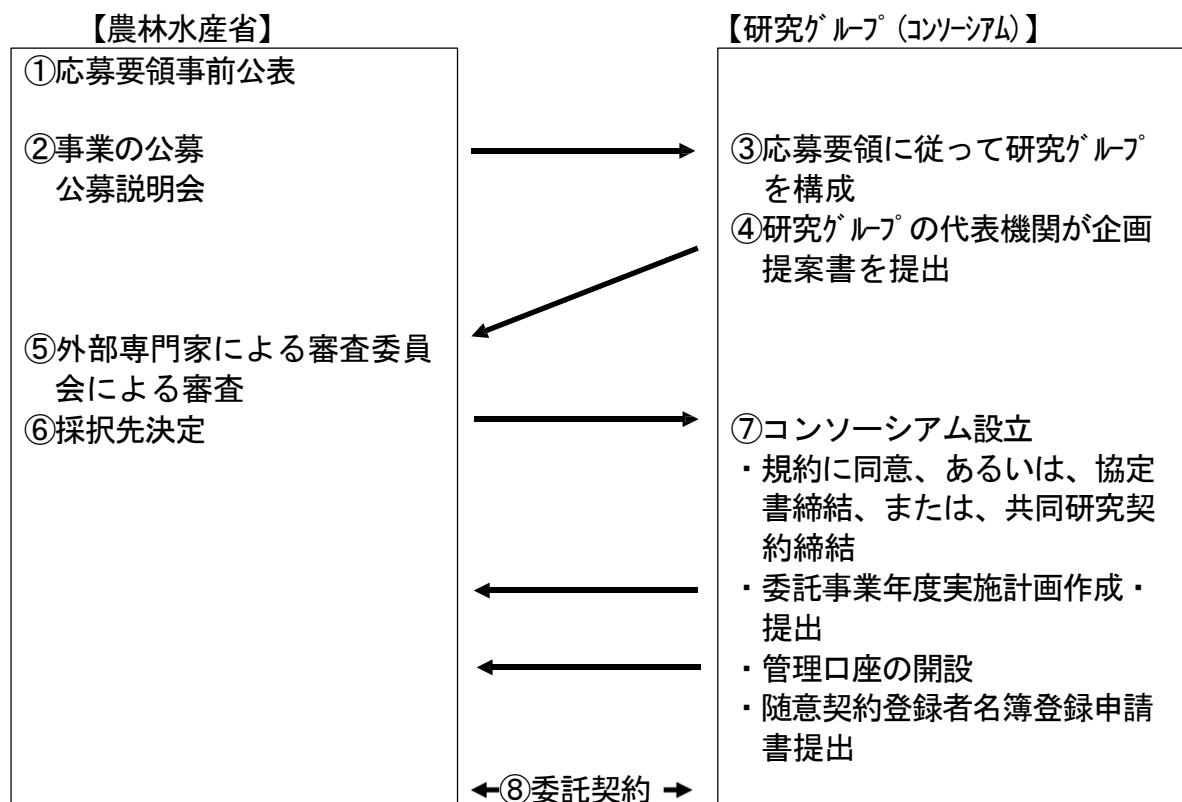 【農林水産省】
【研究ｸﾞﾙｰﾌﾟ(ｺﾝｿｰｼｱﾑ)】
①応募要領事前公表
②事業の公募
公募説明会
③応募要領に従って研究ｸﾞﾙｰﾌﾟ
を構成
④研究ｸﾞﾙｰﾌﾟの代表機関が企画
提案書を提出
⑤外部専門家による審査委員
会による審査
⑥採択先決定
⑦コンソーシアム設立
・規約に同意、あるいは、協定
書締結、または、共同研究契
約締結
・委託事業年度実施計画作成・
提出
・管理口座の開設
・随意契約登録者名簿登録申請
書提出
⑧委託契約